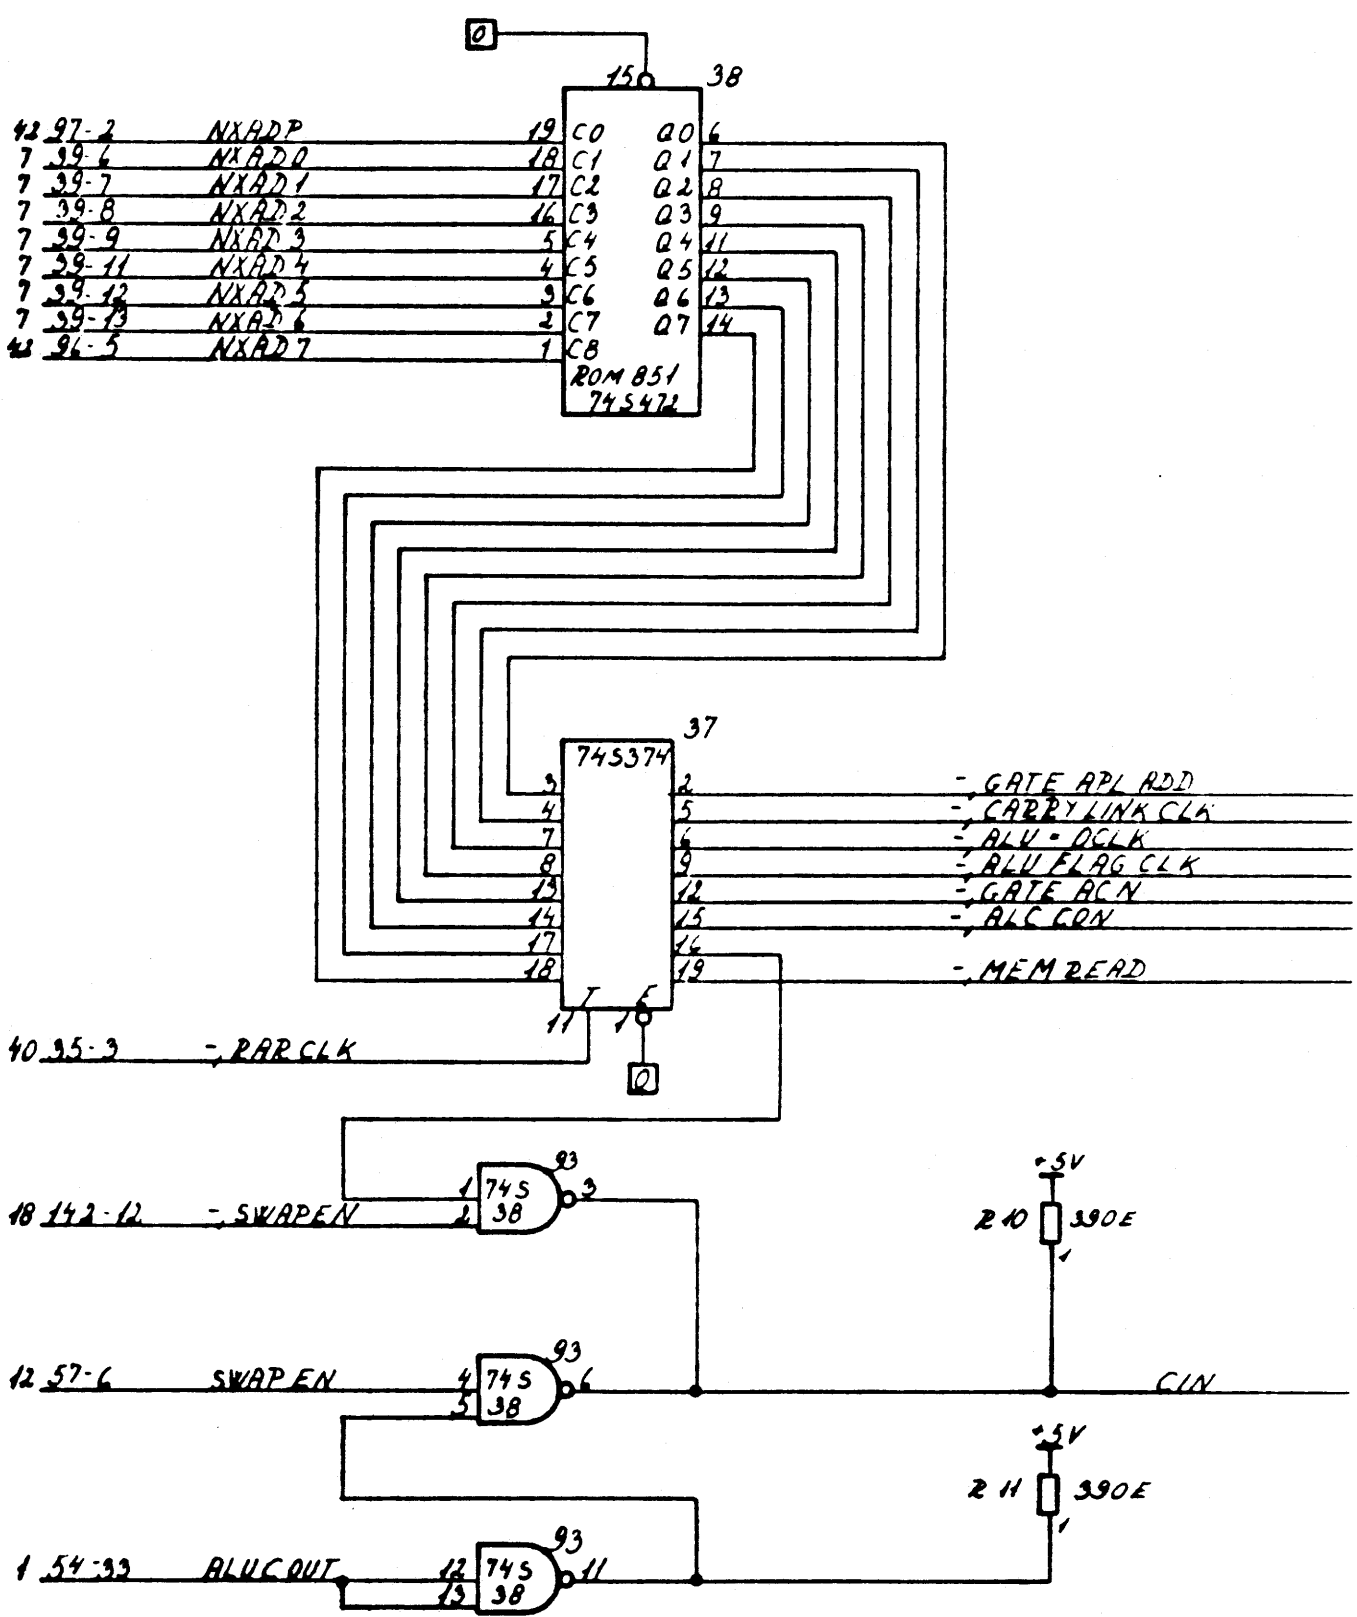 0
15 38
42 97-2 NXADP 19 C0 Q0 6
7 39-6 NXAD0 18 C1 Q1 7
7 39-7 NXAD1 17 C2 Q2 8
7 39-8 NXAD2 16 C3 Q3 9
7 39-9 NXAD3 5 C4 Q4 11
7 39-11 NXAD4 4 C5 Q5 12
7 39-12 NXAD5 3 C6 Q6 13
7 39-13 NXAD6 2 C7 Q7 14
96-5 NXAD7 1 C8
ROM 851
74S472
37
74S374
3 2 -, GATE APL ADD
4 5 -, CARRY LINK CLK
7 6 -, ALU = 0CLK
8 9 -, ALU FLAG CLK
13 12 -, GATE ACN
14 15 -, ALC CON
17 16
18 19 -, MEM READ
T E
11 1
40 35-3 -, RAR CLK
0
93
1 74S 3
18 142-12 -, SWAPEN 2 38
+5V
R10 390E
1
93
12 57-6 SWAPEN 4 74S 6 CIN
5 38
+5V
R11 390E
1
93
1 54-33 ALUCOUT 12 74S 11
13 38